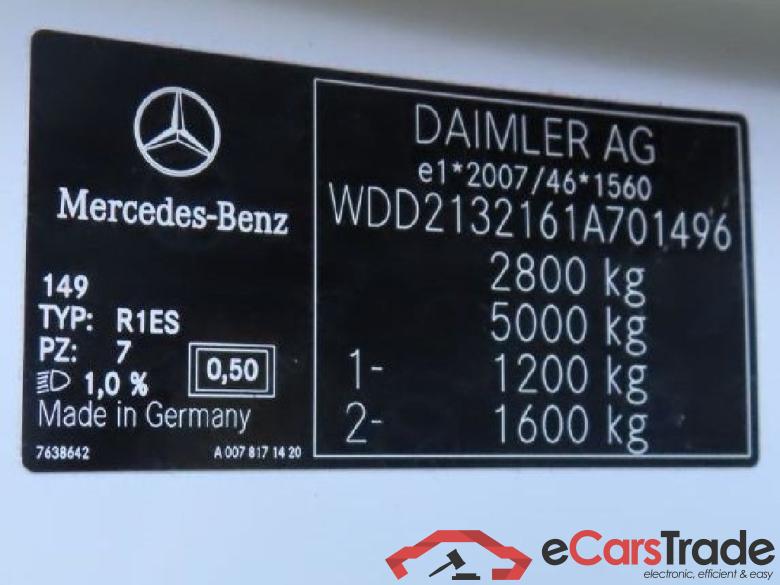 Mercedes-Benz
149
TYP: R1ES
PZ: 7
1,0 %
0,50
Made in Germany
7638642
A 007 817 14 20
DAIMLER AG
e1*2007/46*1560
WDD2132161A701496
2800 kg
5000 kg
1- 1200 kg
2- 1600 kg
eCarsTrade
electronic, efficient & easy